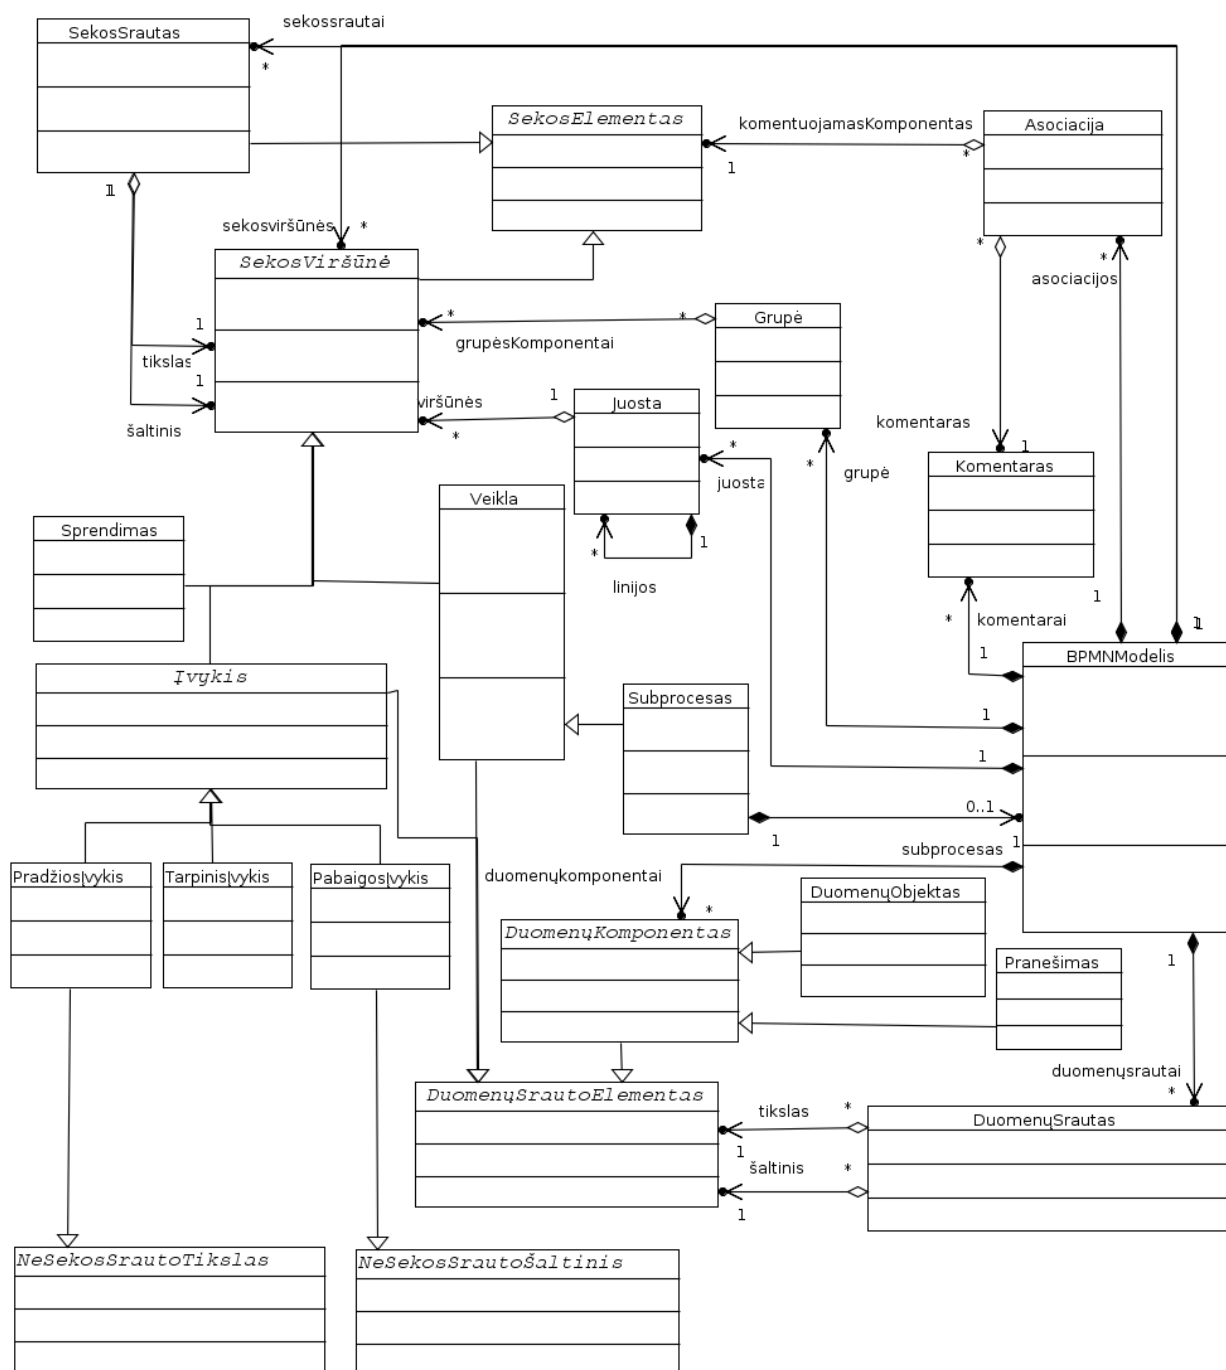 sekossrautai
SekosSrautas
*
SekosElementas
komentuojamasKomponentas
Asociacija
*
1
1
1
sekosviršūnės
*
*
*
SekosViršūnė
asociacijos
*
*
Grupė
1
grupėsKomponentai
tikslas
1
viršūnės
1
Juosta
šaltinis
*
komentaras
1
*
*
grupė
Komentaras
juosta
Veikla
Sprendimas
*
1
linijos
1
*
komentarai
1
1
BPMNModelis
1
Įvykis
Subprocesas
1
1
0..1
1
1
subprocesas
PradžiosĮvykis
TarpinisĮvykis
PabaigosĮvykis
duomenųkomponentai
DuomenųObjektas
*
DuomenųKomponentas
Pranešimas
1
duomenųsrautai
DuomenųSrautoElementas
*
tikslas
*
DuomenųSrautas
1
šaltinis
*
1
NeSekosSrautoTikslas
NeSekosSrautoŠaltinis